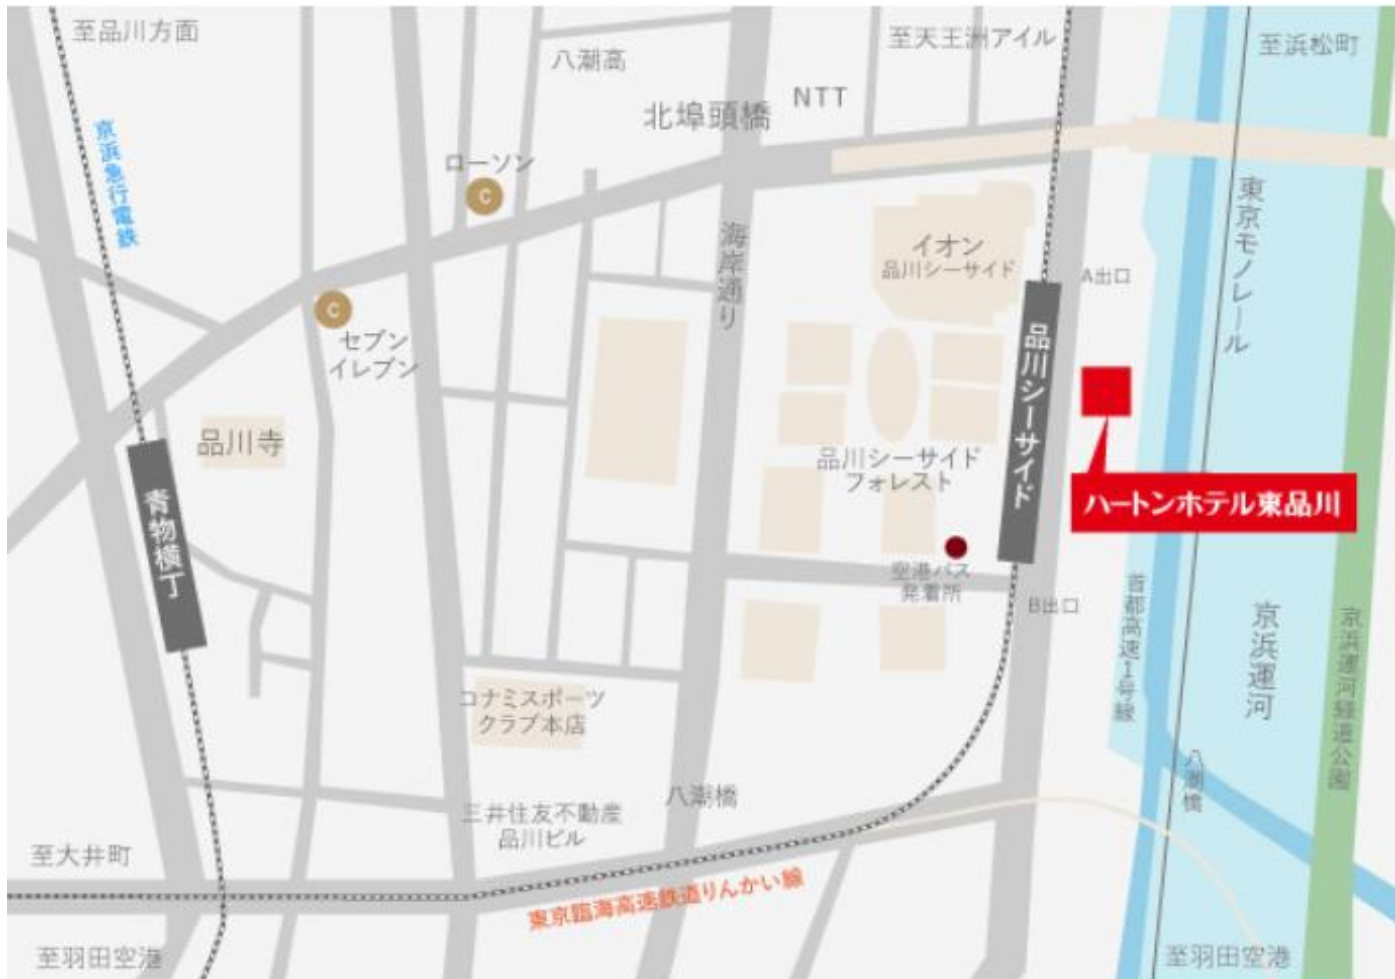 至品川方面
八潮高
至天王洲アイル
至浜松町
NTT
北埠頭橋
京浜急行電鉄
ローソン
C
海岸通り
東京モノレール
イオン
品川シーサイド
A出口
C
セブン
イレブン
品川シーサイド
品川寺
品川シーサイド
フォレスト
ハートンホテル東品川
青物横丁
空港バス
発着所
B出口
首都高速1号線
京浜運河
京浜運河緑道公園
コナミスポーツ
クラブ本店
八潮橋
八潮橋
三井住友不動産
品川ビル
至大井町
東京臨海高速鉄道りんかい線
至羽田空港
至羽田空港